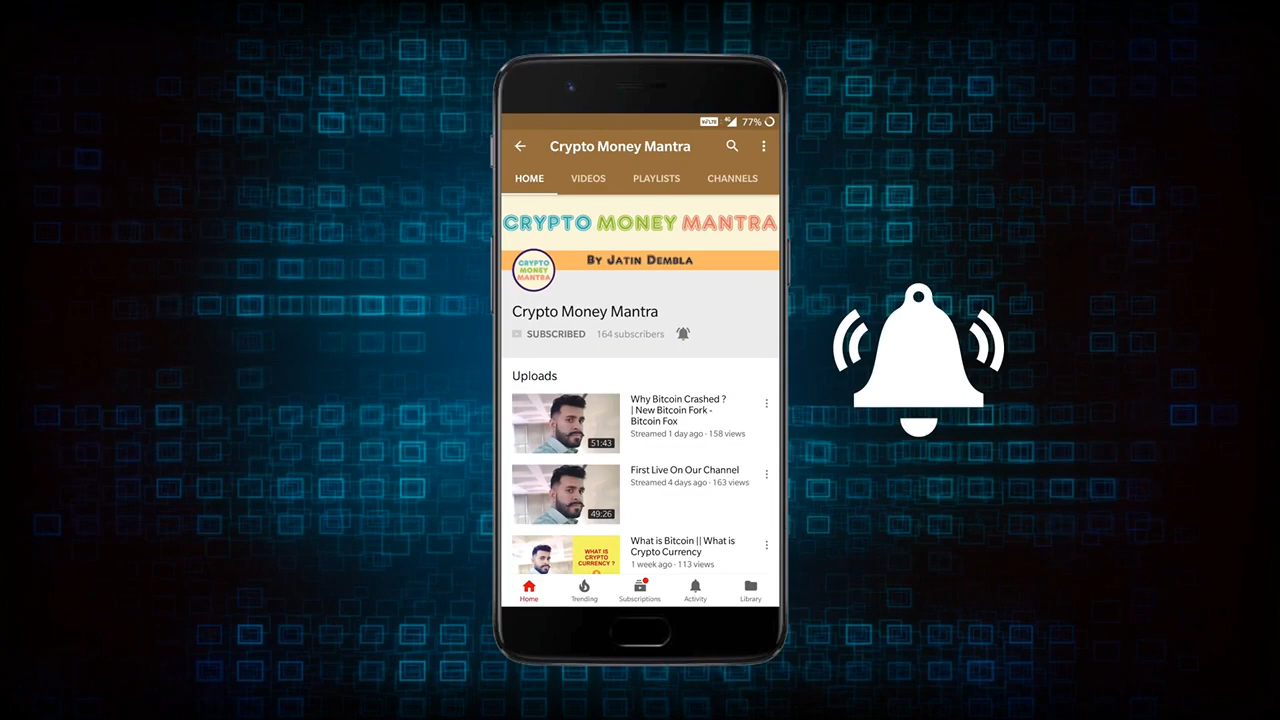 VoLTE 4G 77%
Crypto Money Mantra
HOME VIDEOS PLAYLISTS CHANNELS
CRYPTO MONEY MANTRA
BY JATIN DEMBLA
CRYPTO
MONEY
MANTRA
Crypto Money Mantra
SUBSCRIBED 164 subscribers
Uploads
Why Bitcoin Crashed ?
| New Bitcoin Fork -
Bitcoin Fox
Streamed 1 day ago · 158 views
51:43
First Live On Our Channel
Streamed 4 days ago · 163 views
49:26
What is Bitcoin || What is
Crypto Currency
1 week ago · 113 views
WHAT IS
CRYPTO
CURRENCY ?
Home Trending Subscriptions Activity Library